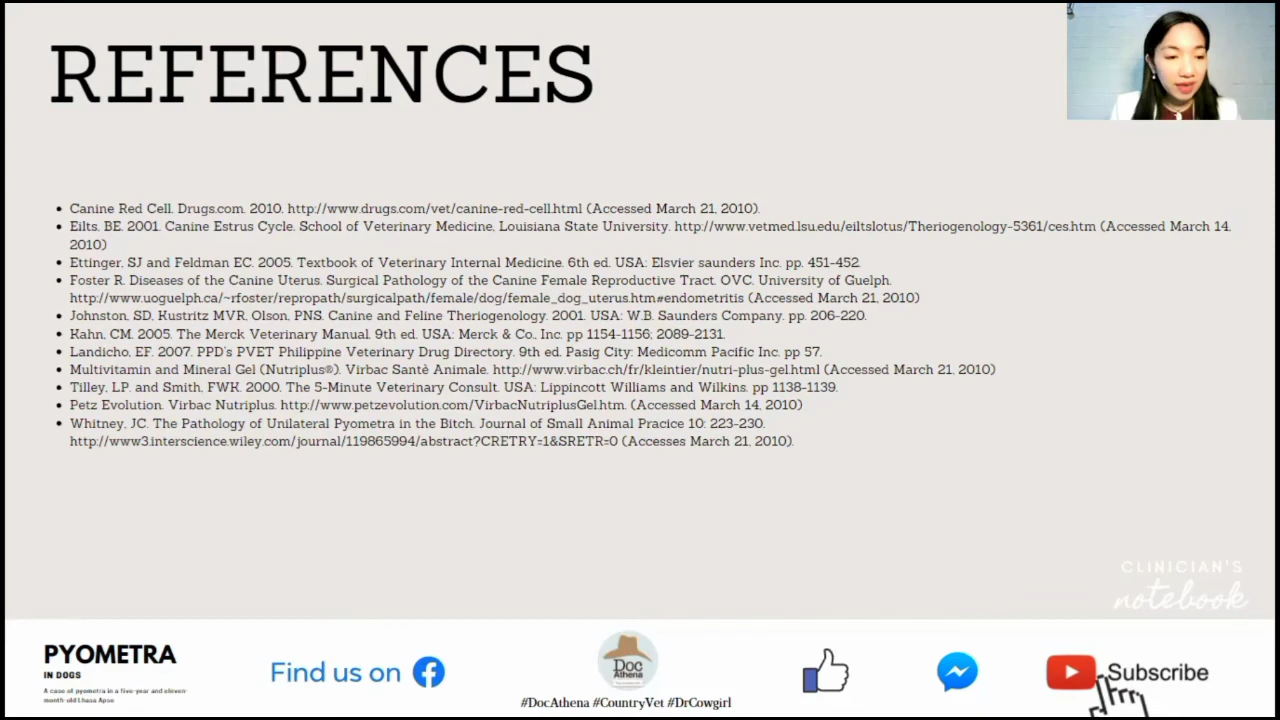 REFERENCES
Canine Red Cell. Drugs.com. 2010. http://www.drugs.com/vet/canine-red-cell.html (Accessed March 21, 2010).
Eilts, BE. 2001. Canine Estrus Cycle. School of Veterinary Medicine, Louisiana State University. http://www.vetmed.lsu.edu/eiltslotus/Theriogenology-5361/ces.htm (Accessed March 14,
2010)
Ettinger, SJ and Feldman EC. 2005. Textbook of Veterinary Internal Medicine. 6th ed. USA: Elsvier saunders Inc. pp. 451-452.
Foster R. Diseases of the Canine Uterus. Surgical Pathology of the Canine Female Reproductive Tract. OVC. University of Guelph.
http://www.uoguelph.ca/~rfoster/repropath/surgicalpath/female/dog/female_dog_uterus.htm#endometritis (Accessed March 21, 2010)
Johnston, SD, Kustritz MVR, Olson, PNS. Canine and Feline Theriogenology. 2001. USA: W.B. Saunders Company. pp. 206-220.
Kahn, CM. 2005. The Merck Veterinary Manual. 9th ed. USA: Merck & Co., Inc. pp 1154-1156; 2089-2131.
Landicho, EF. 2007. PPD's PVET Philippine Veterinary Drug Directory. 9th ed. Pasig City: Medicomm Pacific Inc. pp 57.
Multivitamin and Mineral Gel (Nutriplus®). Virbac Santè Animale. http://www.virbac.ch/fr/kleintier/nutri-plus-gel.html (Accessed March 21, 2010)
Tilley, LP. and Smith, FWK. 2000. The 5-Minute Veterinary Consult. USA: Lippincott Williams and Wilkins. pp 1138-1139.
Petz Evolution. Virbac Nutriplus. http://www.petzevolution.com/VirbacNutriplusGel.htm. (Accessed March 14, 2010)
Whitney, JC. The Pathology of Unilateral Pyometra in the Bitch. Journal of Small Animal Pracice 10: 223-230.
http://www3.interscience.wiley.com/journal/119865994/abstract?CRETRY=1&SRETR=0 (Accesses March 21, 2010).
CLINICIAN'S
notebook
PYOMETRA
IN DOGS
A case of pyometra in a five-year and eleven-
month-old Lhasa Apso
Find us on
Doc
Athena
#DocAthena #CountryVet #DrCowgirl
Subscribe